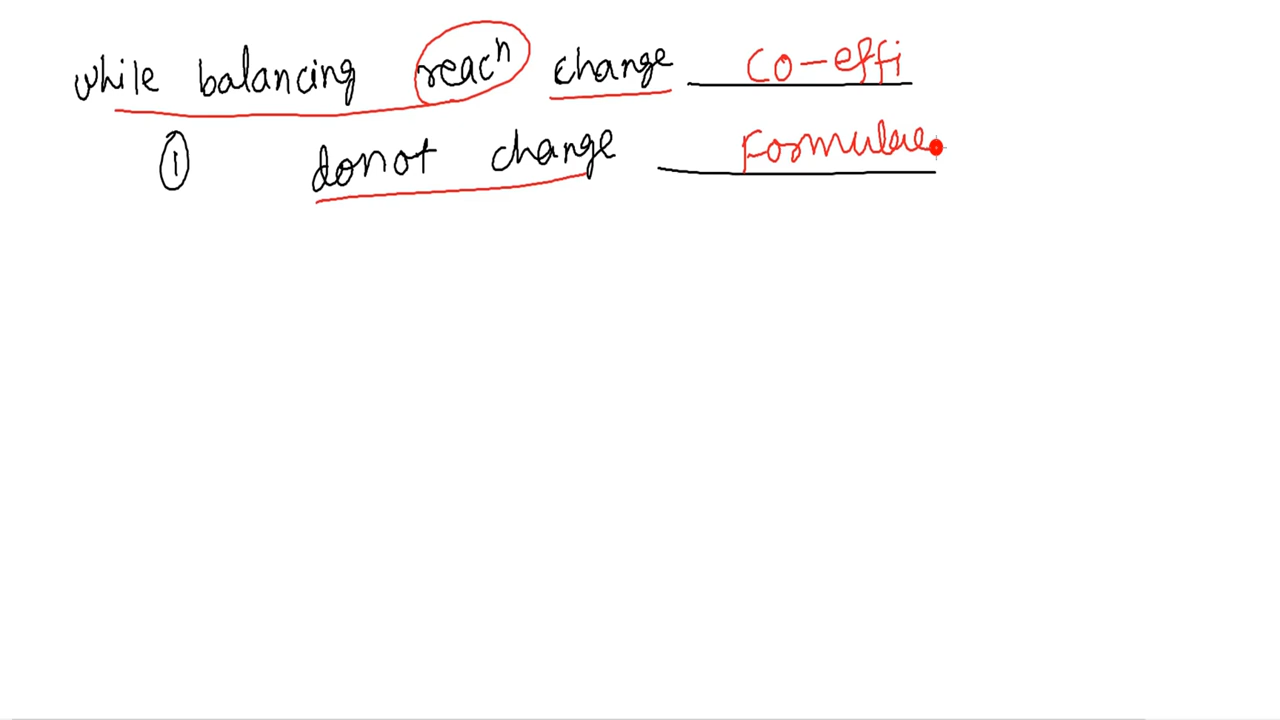 while balancing reacⁿ change co-effi
① donot change Formulae